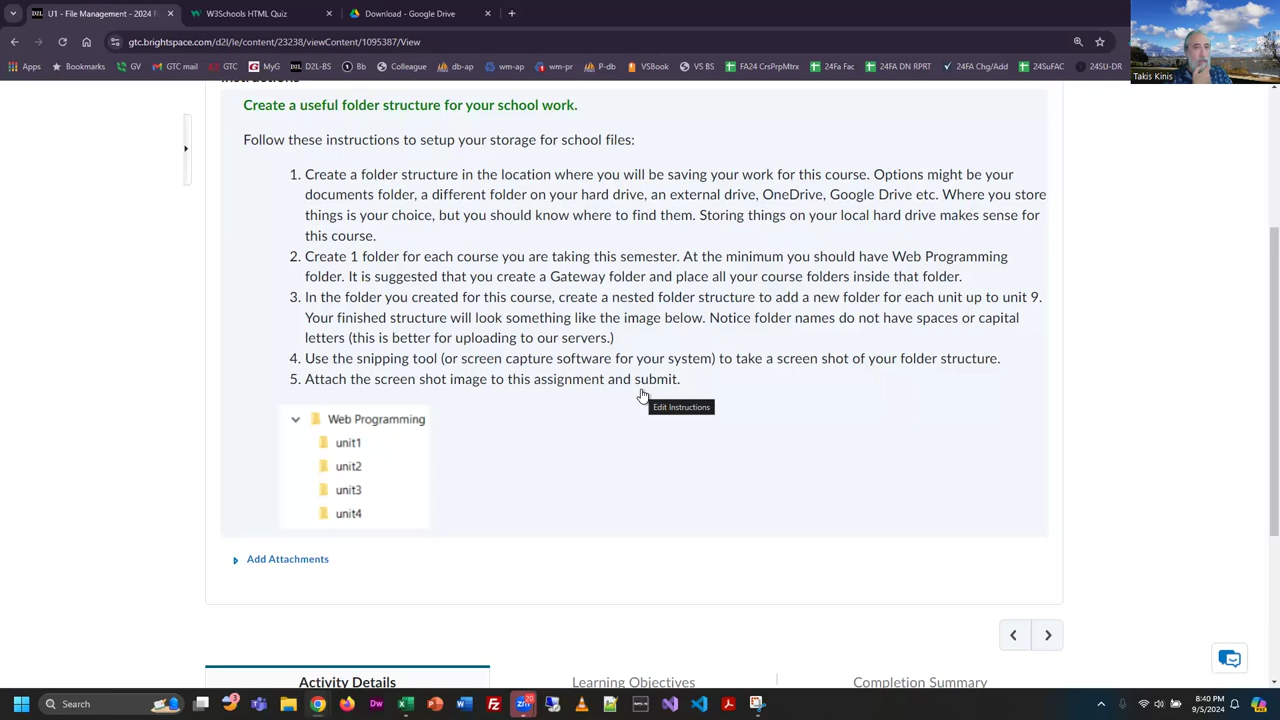 U1 - File Management - 2024 F
W3Schools HTML Quiz
Download - Google Drive
gtc.brightspace.com/d2l/le/content/23238/viewContent/1095387/View
Apps
Bookmarks
GV
GTC mail
GTC
MyG
D2L-BS
Bb
Colleague
wm-ap
wm-pr
P-db
VSBook
VS BS
FA24 CrsPrpMtrx
24Fa Fac
24FA DN RPRT
24FA Chg/Add
24SuFAC
24SU-DR
Takis Kinis
Instructions
Create a useful folder structure for your school work.
Follow these instructions to setup your storage for school files:
1. Create a folder structure in the location where you will be saving your work for this course. Options might be your
documents folder, a different folder on your hard drive, an external drive, OneDrive, Google Drive etc. Where you store
things is your choice, but you should know where to find them. Storing things on your local hard drive makes sense for
this course.
2. Create 1 folder for each course you are taking this semester. At the minimum you should have Web Programming
folder. It is suggested that you create a Gateway folder and place all your course folders inside that folder.
3. In the folder you created for this course, create a nested folder structure to add a new folder for each unit up to unit 9.
Your finished structure will look something like the image below. Notice folder names do not have spaces or capital
letters (this is better for uploading to our servers.)
4. Use the snipping tool (or screen capture software for your system) to take a screen shot of your folder structure.
5. Attach the screen shot image to this assignment and submit.
Edit Instructions
Web Programming
unit1
unit2
unit3
unit4
Add Attachments
Activity Details
Learning Objectives
Completion Summary
Search
8:40 PM
9/5/2024